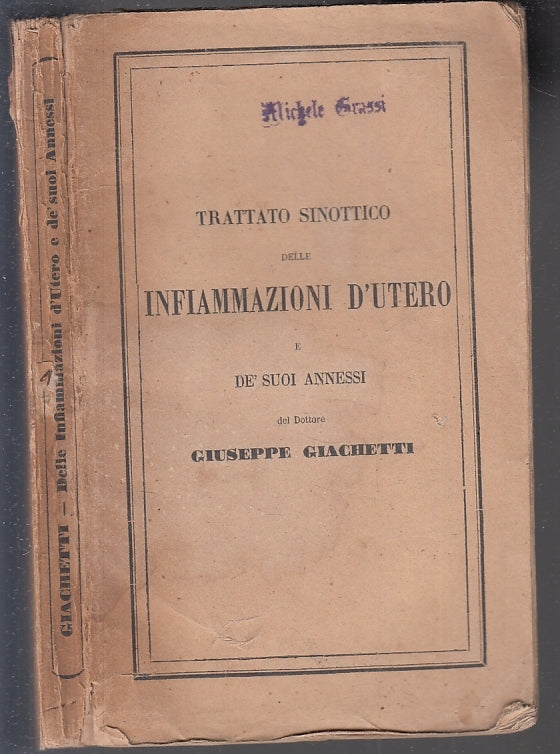 Michele Grassi
TRATTATO SINOTTICO
DELLE
INFIAMMAZIONI D'UTERO
E
DE' SUOI ANNESSI
del Dottore
GIUSEPPE GIACHETTI
GIACHETTI — Delle Infiammazioni d'Utero e de' suoi Annessi